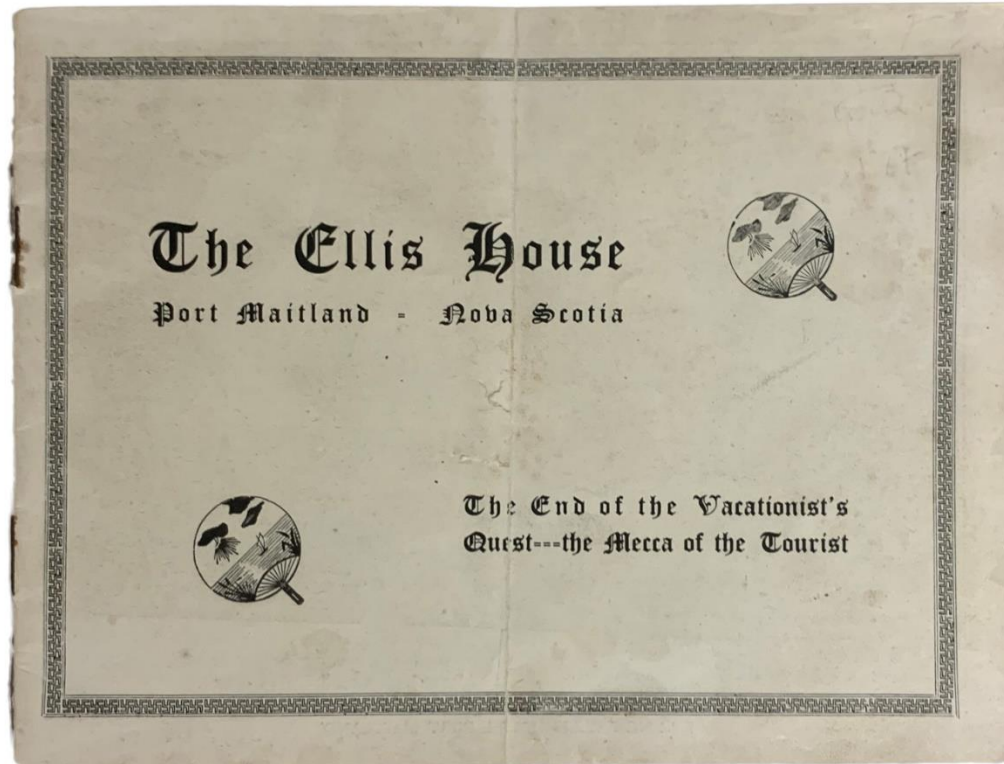 The Ellis House
Port Maitland - Nova Scotia
The End of the Vacationist's
Quest---the Mecca of the Tourist